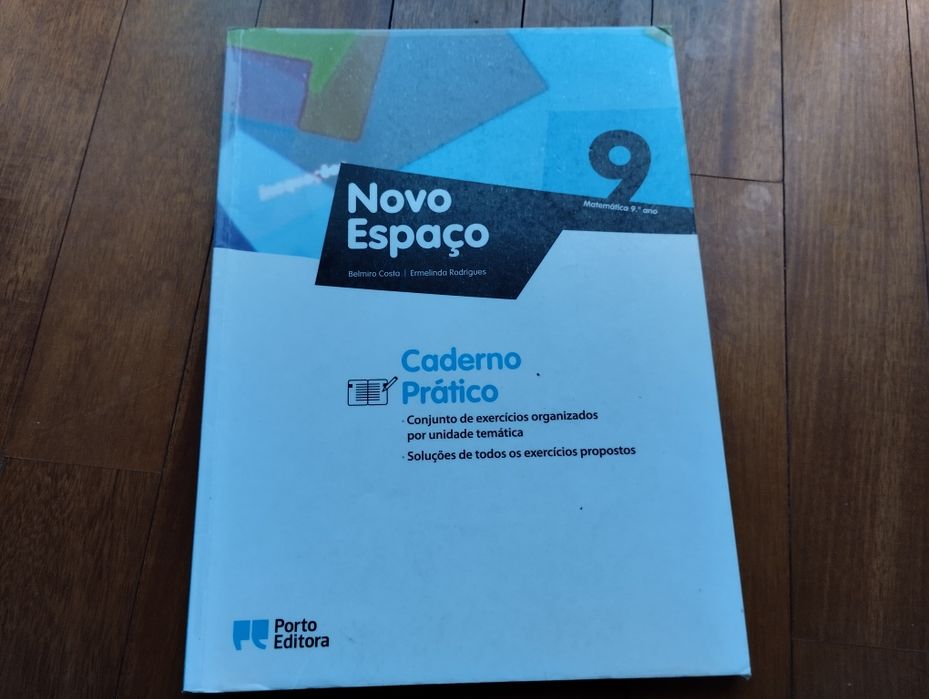 9
Matemática 9.º ano
Novo
Espaço
Belmiro Costa | Ermelinda Rodrigues
Caderno
Prático
· Conjunto de exercícios organizados
por unidade temática
· Soluções de todos os exercícios propostos
Porto
Editora